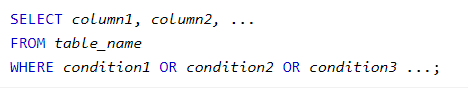 SELECT column1, column2, ...
FROM table_name
WHERE condition1 OR condition2 OR condition3 ...;